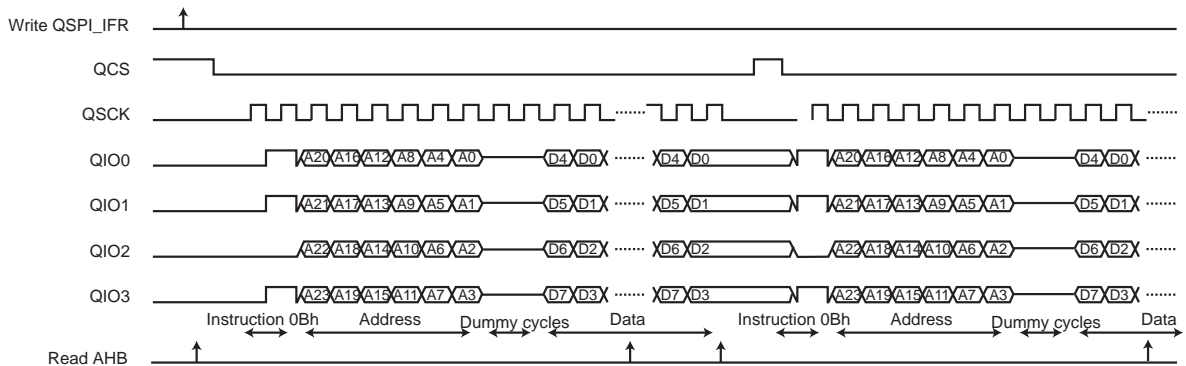 Write QSPI_IFR
QCS
QSCK
QIO0 A20 A16 A12 A8 A4 A0 D4 D0 D4 D0 A20 A16 A12 A8 A4 A0 D4 D0
QIO1 A21 A17 A13 A9 A5 A1 D5 D1 D5 D1 A21 A17 A13 A9 A5 A1 D5 D1
QIO2 A22 A18 A14 A10 A6 A2 D6 D2 D6 D2 A22 A18 A14 A10 A6 A2 D6 D2
QIO3 A23 A19 A15 A11 A7 A3 D7 D3 D7 D3 A23 A19 A15 A11 A7 A3 D7 D3
Instruction 0Bh Address Dummy cycles Data Instruction 0Bh Address Dummy cycles Data
Read AHB